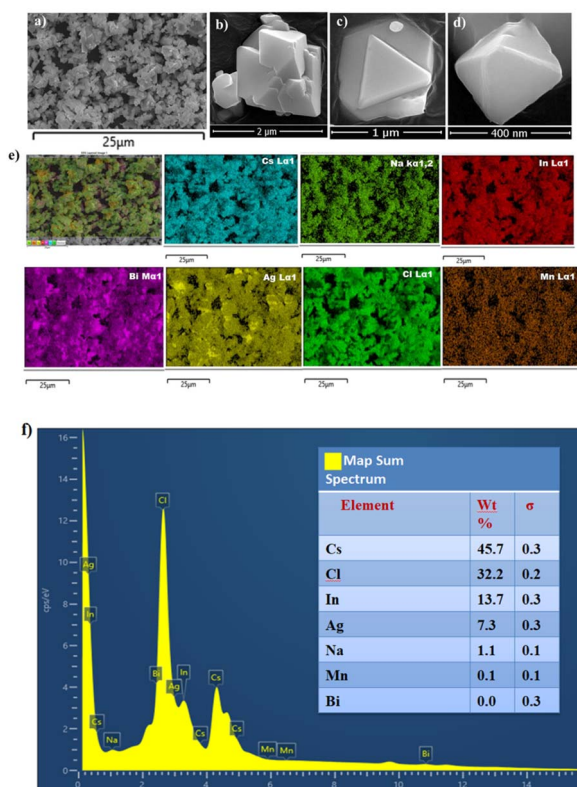 a)
b)
c)
d)
25μm
2 μm
1 μm
400 nm
e)
Cs Lα1
Na kα1,2
In Lα1
25μm
25μm
25μm
Bi Mα1
Ag Lα1
Cl Lα1
Mn Lα1
25μm
25μm
25μm
25μm
f)
16
14
12
10
8
6
4
2
0
cps/eV
Cl
Ag
In
Bi
Ag
In
Cs
Cs
Na
Cs
Cs
Mn
Mn
Bi
0
2
4
6
8
10
12
14
Map Sum
Spectrum
Element Wt % σ
Cs 45.7 0.3
Cl 32.2 0.2
In 13.7 0.3
Ag 7.3 0.3
Na 1.1 0.1
Mn 0.1 0.1
Bi 0.0 0.3